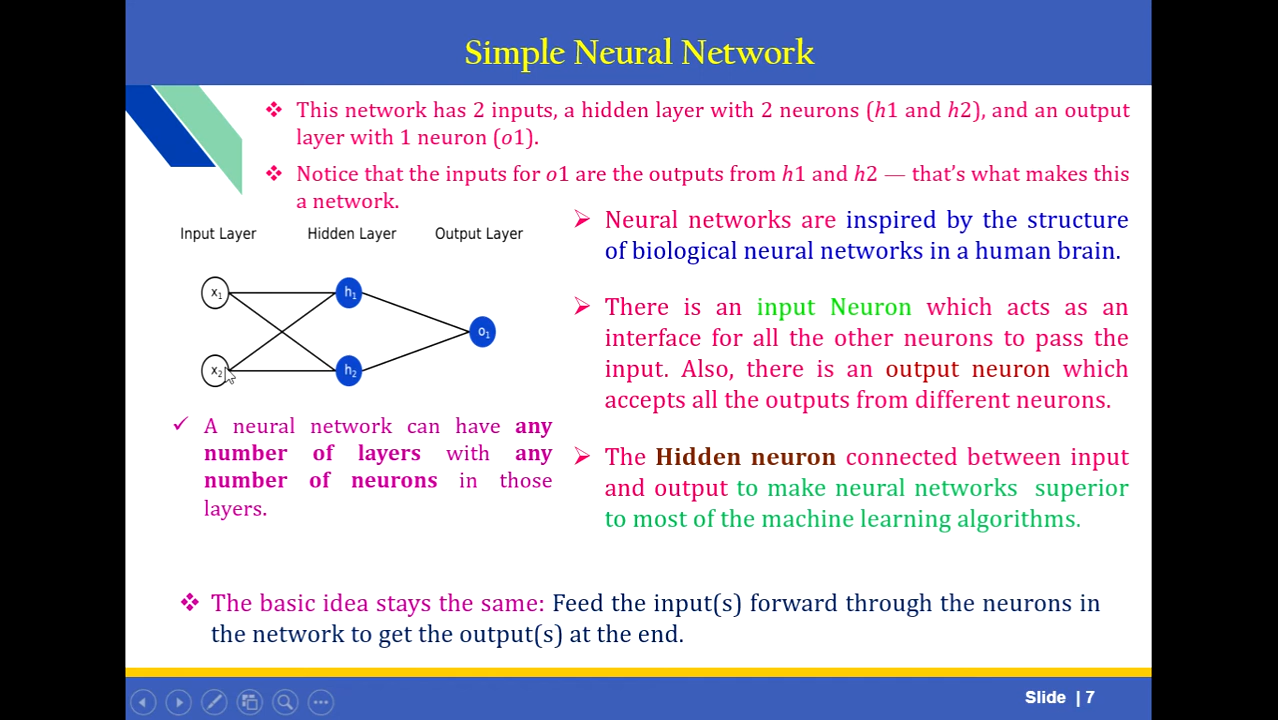 Simple Neural Network
❖ This network has 2 inputs, a hidden layer with 2 neurons (h1 and h2), and an output
layer with 1 neuron (o1).
❖ Notice that the inputs for o1 are the outputs from h1 and h2 — that’s what makes this
a network.
Input Layer Hidden Layer Output Layer
x₁ h₁
o₁
x₂ h₂
✓ A neural network can have any
number of layers with any
number of neurons in those
layers.
➢ Neural networks are inspired by the structure
of biological neural networks in a human brain.
➢ There is an input Neuron which acts as an
interface for all the other neurons to pass the
input. Also, there is an output neuron which
accepts all the outputs from different neurons.
➢ The Hidden neuron connected between input
and output to make neural networks superior
to most of the machine learning algorithms.
❖ The basic idea stays the same: Feed the input(s) forward through the neurons in
the network to get the output(s) at the end.
Slide | 7